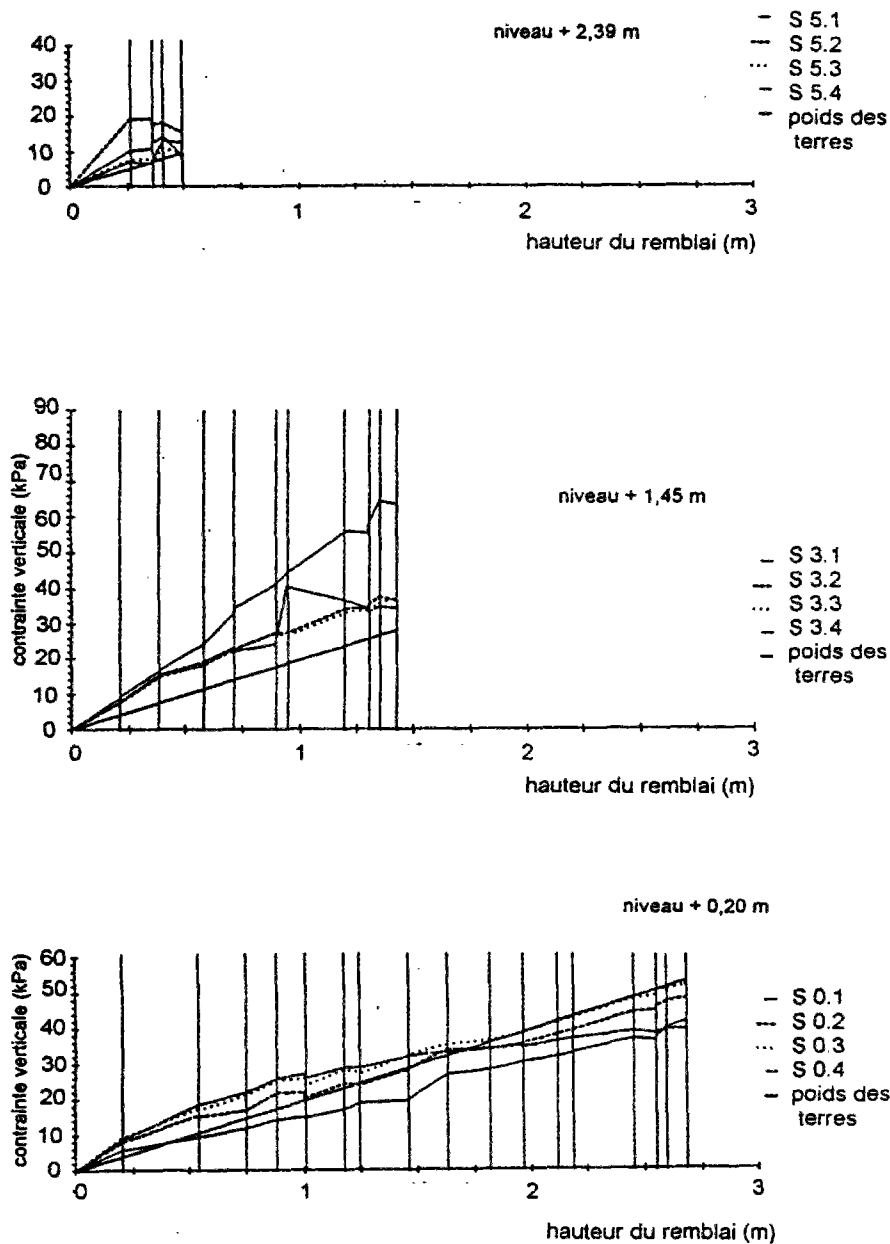 niveau + 2,39 m
S 5.1
S 5.2
S 5.3
S 5.4
poids des
terres
40
30
20
10
0
0 1 2 3
hauteur du remblai (m)
niveau + 1,45 m
contrainte verticale (kPa)
90
80
70
60
50
40
30
20
10
0
S 3.1
S 3.2
S 3.3
S 3.4
poids des
terres
0 1 2 3
hauteur du remblai (m)
niveau + 0,20 m
contrainte verticale (kPa)
60
50
40
30
20
10
0
S 0.1
S 0.2
S 0.3
S 0.4
poids des
terres
0 1 2 3
hauteur du remblai (m)